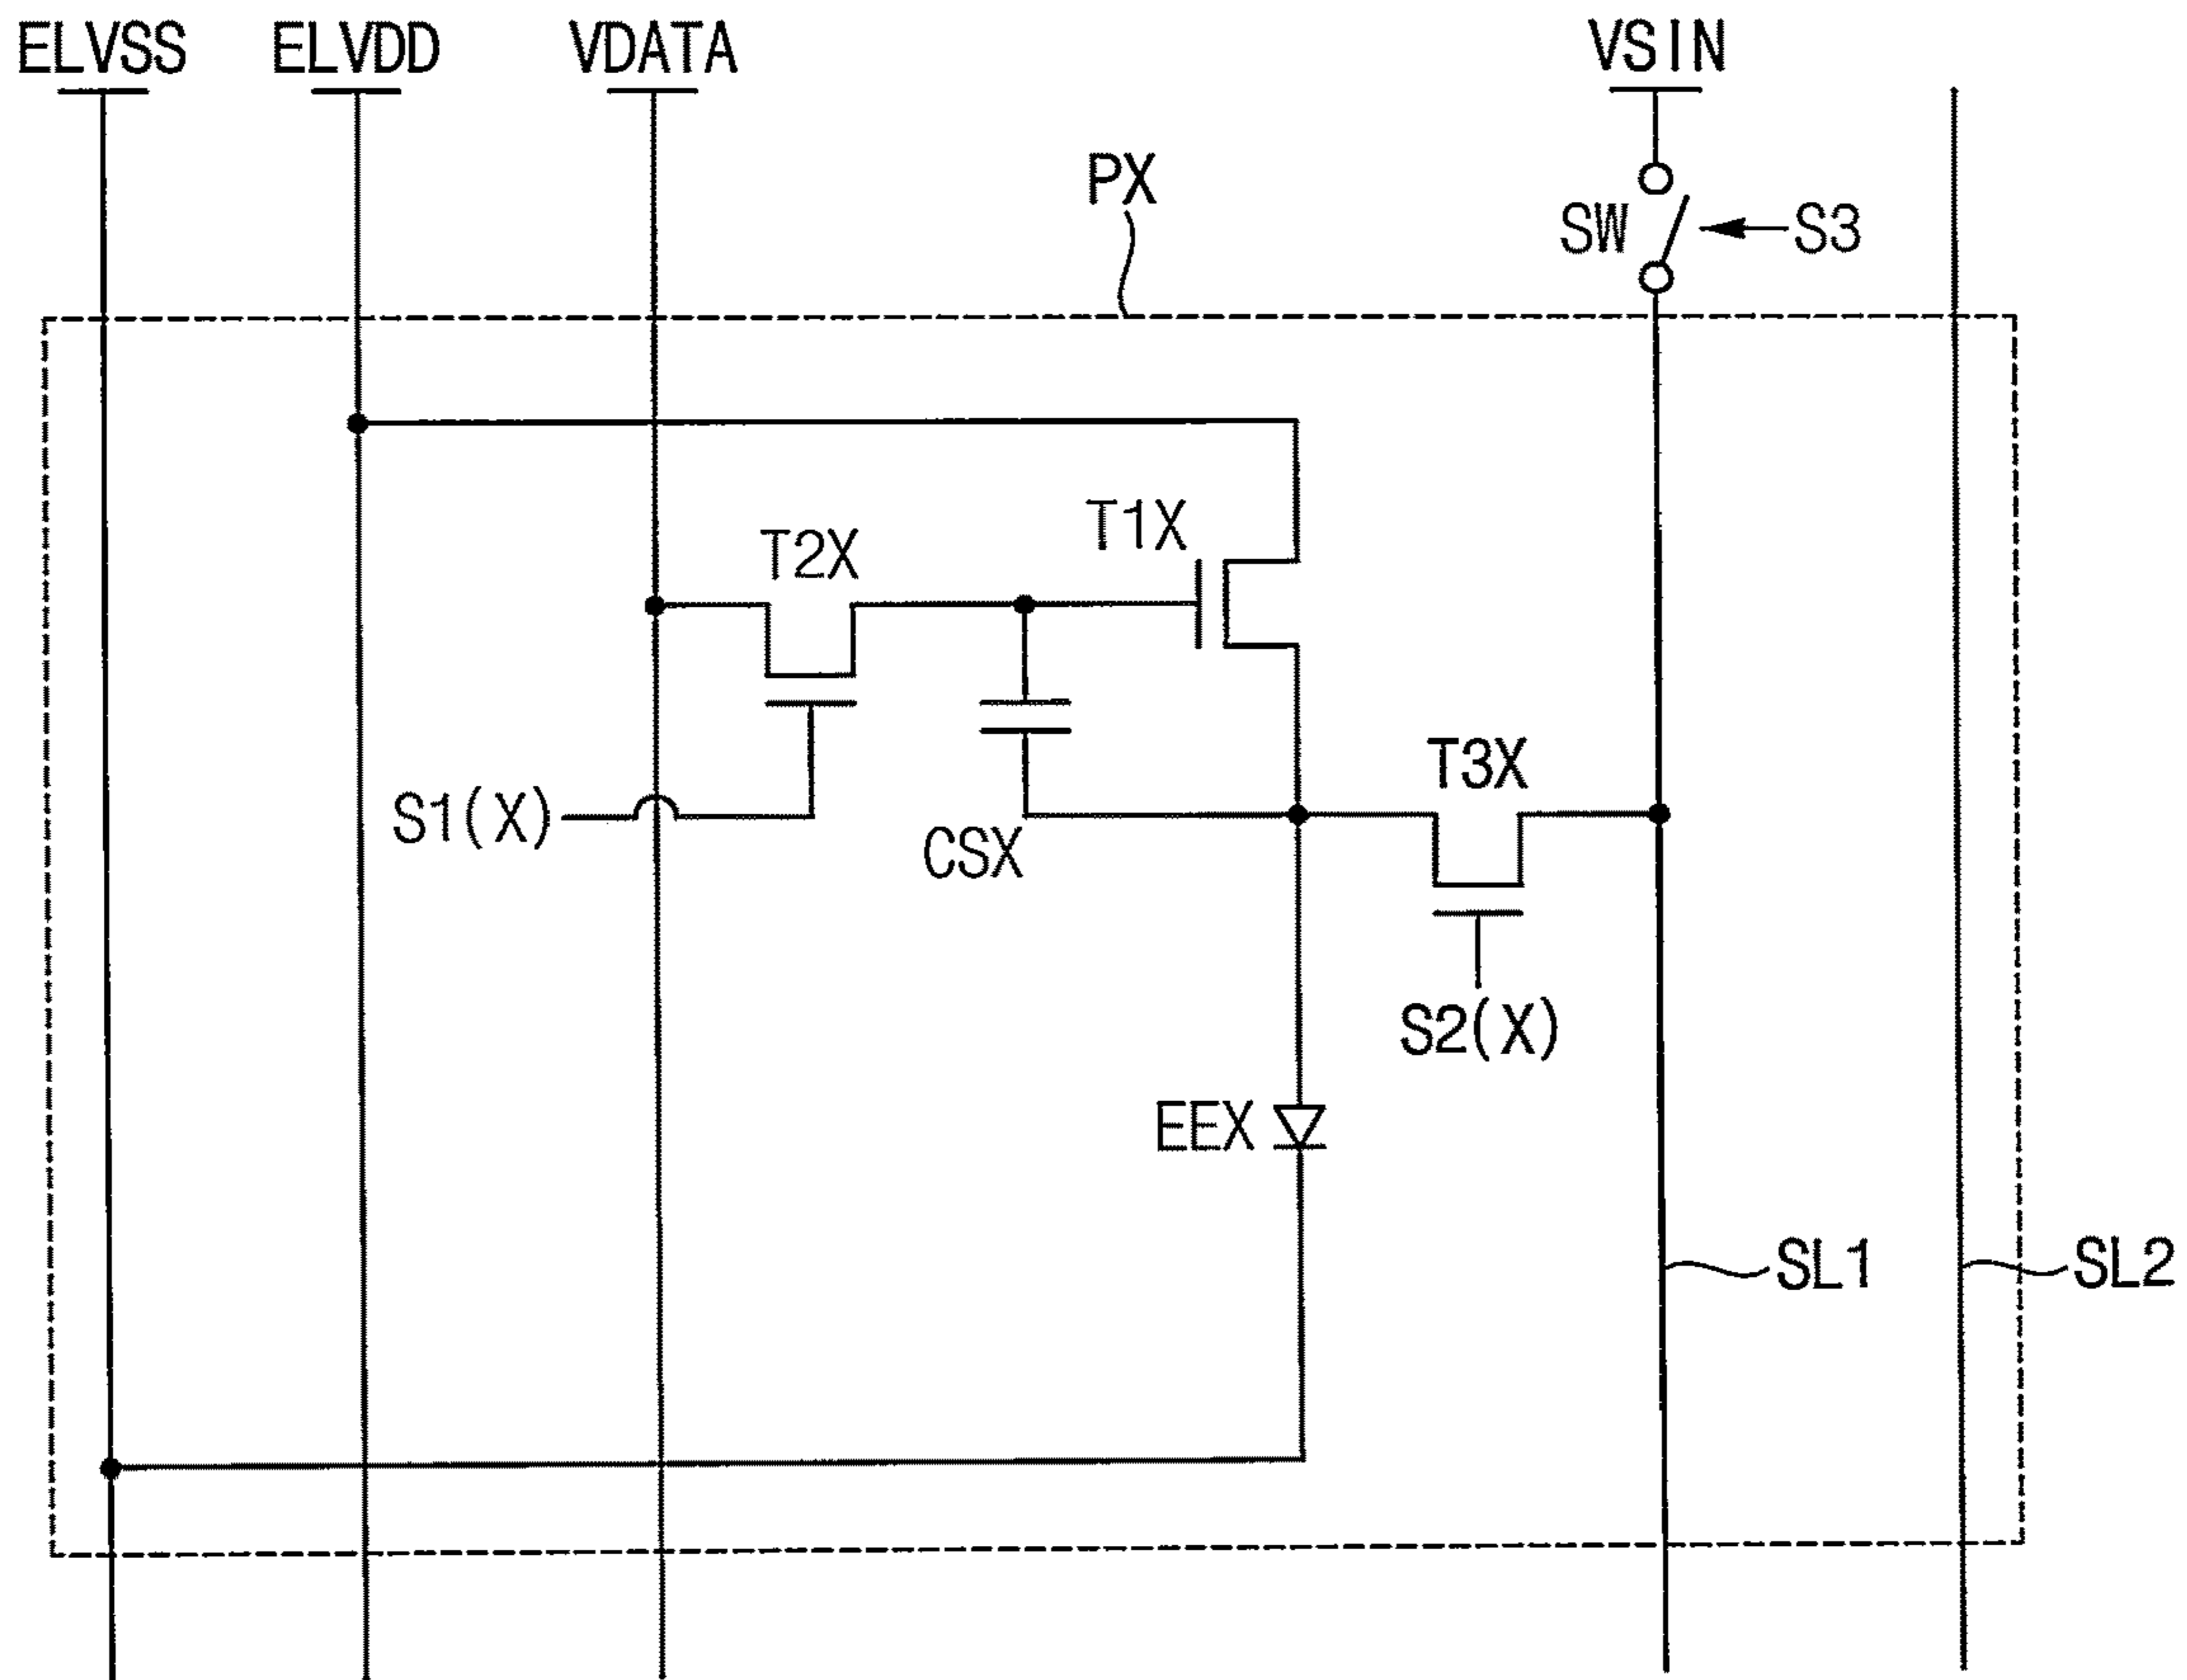 ELVSS ELVDD VDATA VSIN
PX
SW S3
T1X
T2X
T3X
S1(X)
CSX
S2(X)
EEX
SL1 SL2